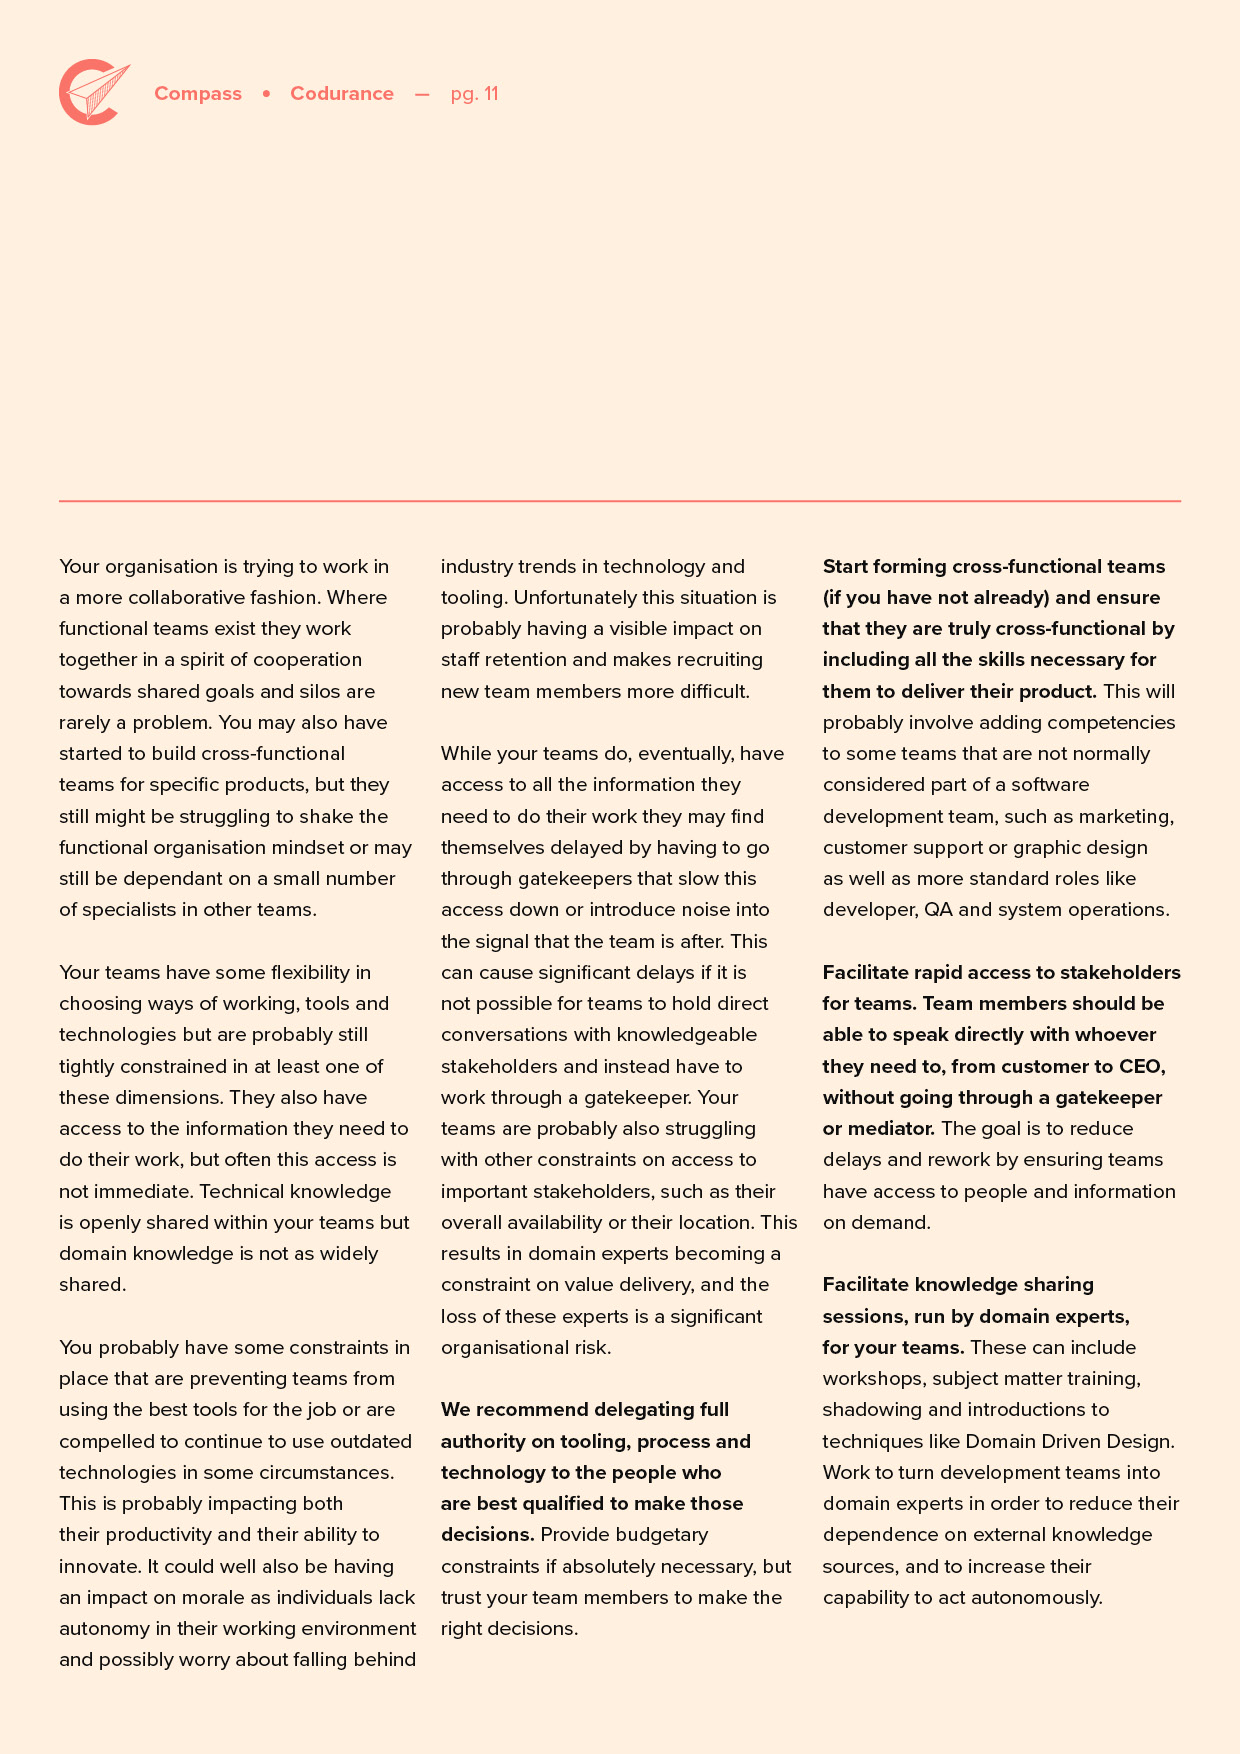 Compass • Codurance — pg. 11
Your organisation is trying to work in
a more collaborative fashion. Where
functional teams exist they work
together in a spirit of cooperation
towards shared goals and silos are
rarely a problem. You may also have
started to build cross-functional
teams for specific products, but they
still might be struggling to shake the
functional organisation mindset or may
still be dependant on a small number
of specialists in other teams.
Your teams have some flexibility in
choosing ways of working, tools and
technologies but are probably still
tightly constrained in at least one of
these dimensions. They also have
access to the information they need to
do their work, but often this access is
not immediate. Technical knowledge
is openly shared within your teams but
domain knowledge is not as widely
shared.
You probably have some constraints in
place that are preventing teams from
using the best tools for the job or are
compelled to continue to use outdated
technologies in some circumstances.
This is probably impacting both
their productivity and their ability to
innovate. It could well also be having
an impact on morale as individuals lack
autonomy in their working environment
and possibly worry about falling behind
industry trends in technology and
tooling. Unfortunately this situation is
probably having a visible impact on
staff retention and makes recruiting
new team members more difficult.
While your teams do, eventually, have
access to all the information they
need to do their work they may find
themselves delayed by having to go
through gatekeepers that slow this
access down or introduce noise into
the signal that the team is after. This
can cause significant delays if it is
not possible for teams to hold direct
conversations with knowledgeable
stakeholders and instead have to
work through a gatekeeper. Your
teams are probably also struggling
with other constraints on access to
important stakeholders, such as their
overall availability or their location. This
results in domain experts becoming a
constraint on value delivery, and the
loss of these experts is a significant
organisational risk.
We recommend delegating full
authority on tooling, process and
technology to the people who
are best qualified to make those
decisions. Provide budgetary
constraints if absolutely necessary, but
trust your team members to make the
right decisions.
Start forming cross-functional teams
(if you have not already) and ensure
that they are truly cross-functional by
including all the skills necessary for
them to deliver their product. This will
probably involve adding competencies
to some teams that are not normally
considered part of a software
development team, such as marketing,
customer support or graphic design
as well as more standard roles like
developer, QA and system operations.
Facilitate rapid access to stakeholders
for teams. Team members should be
able to speak directly with whoever
they need to, from customer to CEO,
without going through a gatekeeper
or mediator. The goal is to reduce
delays and rework by ensuring teams
have access to people and information
on demand.
Facilitate knowledge sharing
sessions, run by domain experts,
for your teams. These can include
workshops, subject matter training,
shadowing and introductions to
techniques like Domain Driven Design.
Work to turn development teams into
domain experts in order to reduce their
dependence on external knowledge
sources, and to increase their
capability to act autonomously.